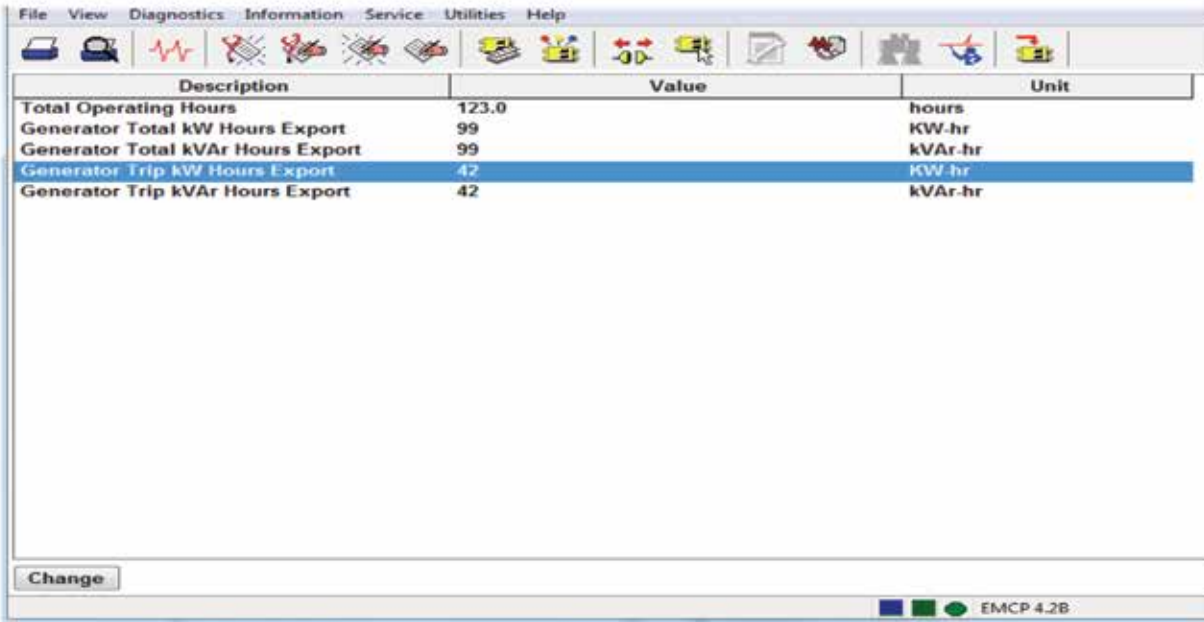 File View Diagnostics Information Service Utilities Help
Description Value Unit
Total Operating Hours 123.0 hours
Generator Total kW Hours Export 99 KW-hr
Generator Total kVAr Hours Export 99 kVAr-hr
Generator Trip kW Hours Export 42 KW-hr
Generator Trip kVAr Hours Export 42 kVAr-hr
Change
EMCP 4.2B